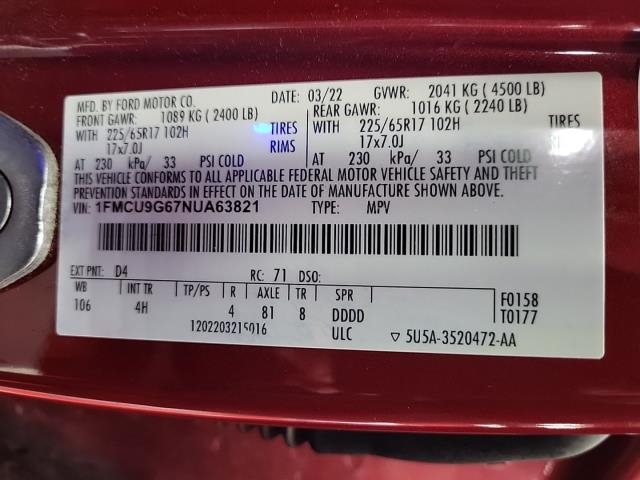 MFD. BY FORD MOTOR CO.
DATE: 03/22 GVWR: 2041 KG ( 4500 LB)
FRONT GAWR: 1089 KG ( 2400 LB)
REAR GAWR: 1016 KG ( 2240 LB)
WITH 225/65R17 102H TIRES
WITH 225/65R17 102H TIRES
17x7.0J RIMS
17x7.0J RIMS
AT 230 kPa/ 33 PSI COLD
AT 230 kPa/ 33 PSI COLD
THIS VEHICLE CONFORMS TO ALL APPLICABLE FEDERAL MOTOR VEHICLE SAFETY AND THEFT
PREVENTION STANDARDS IN EFFECT ON THE DATE OF MANUFACTURE SHOWN ABOVE.
VIN: 1FMCU9G67NUA63821 TYPE: MPV
EXT PNT: D4 RC: 71 DSO:
WB INT TR TP/PS R AXLE TR SPR
106 4H 4 81 8 DDDD
F0158
T0177
1202203215016 ULC ▽ 5U5A-3520472-AA